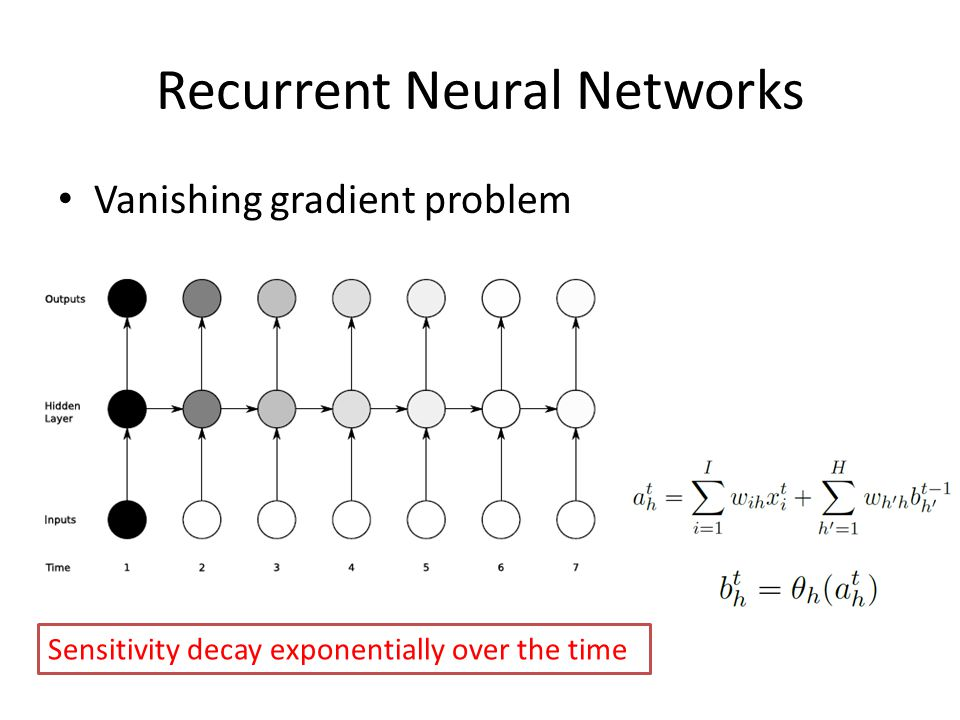 Recurrent Neural Networks
• Vanishing gradient problem
Outputs
Hidden
Layer
Inputs
Time 1 2 3 4 5 6 7
a_h^t = \sum_{i=1}^{I} w_{ih} x_i^t + \sum_{h'=1}^{H} w_{h'h} b_{h'}^{t-1}
b_h^t = θ_h(a_h^t)
Sensitivity decay exponentially over the time